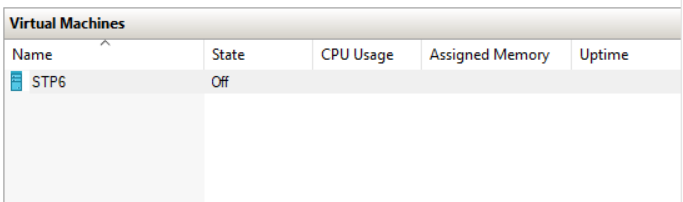 Virtual Machines
Name State CPU Usage Assigned Memory Uptime
STP6 Off